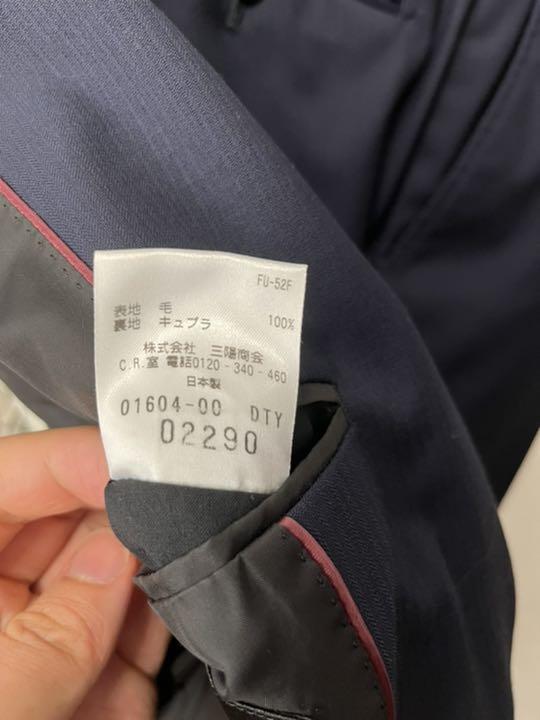 FU-52F
表地 毛
裏地 キュプラ 100%
株式会社 三陽商会
C.R.室 電話0120-340-460
日本製
01604-00 DTY
02290